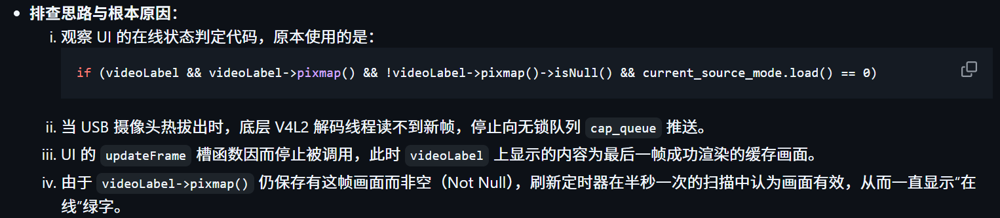 • 排查思路与根本原因：
i. 观察 UI 的在线状态判定代码，原本使用的是：
if (videoLabel && videoLabel->pixmap() && !videoLabel->pixmap()->isNull() && current_source_mode.load() == 0)
ii. 当 USB 摄像头热拔出时，底层 V4L2 解码线程读不到新帧，停止向无锁队列 cap_queue 推送。
iii. UI 的 updateFrame 槽函数因而停止被调用，此时 videoLabel 上显示的内容为最后一帧成功渲染的缓存画面。
iv. 由于 videoLabel->pixmap() 仍保存有这帧画面而非空（Not Null），刷新定时器在半秒一次的扫描中认为画面有效，从而一直显示“在
线”绿字。